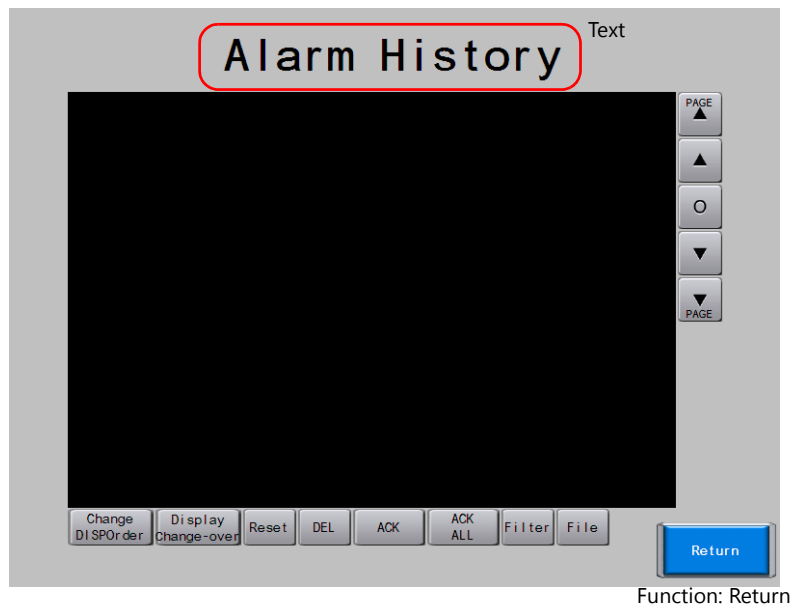 Alarm History
Text
PAGE
▲
▲
O
▼
▼
PAGE
Change
DISPOrder
Display
Change-over
Reset
DEL
ACK
ACK
ALL
Filter
File
Return
Function: Return